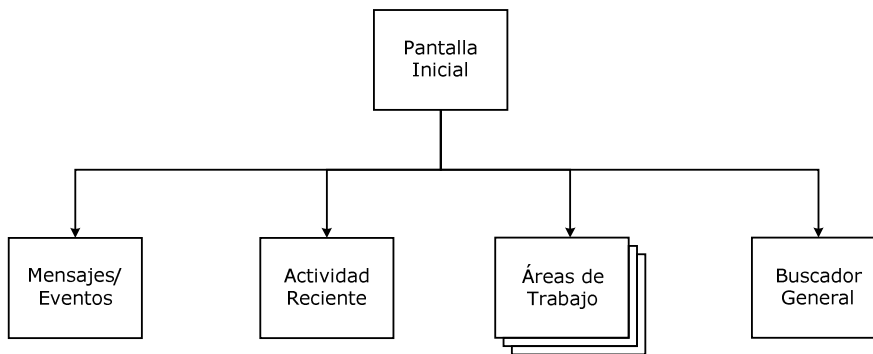 Pantalla
Inicial
Mensajes/
Eventos
Actividad
Reciente
Áreas de
Trabajo
Buscador
General